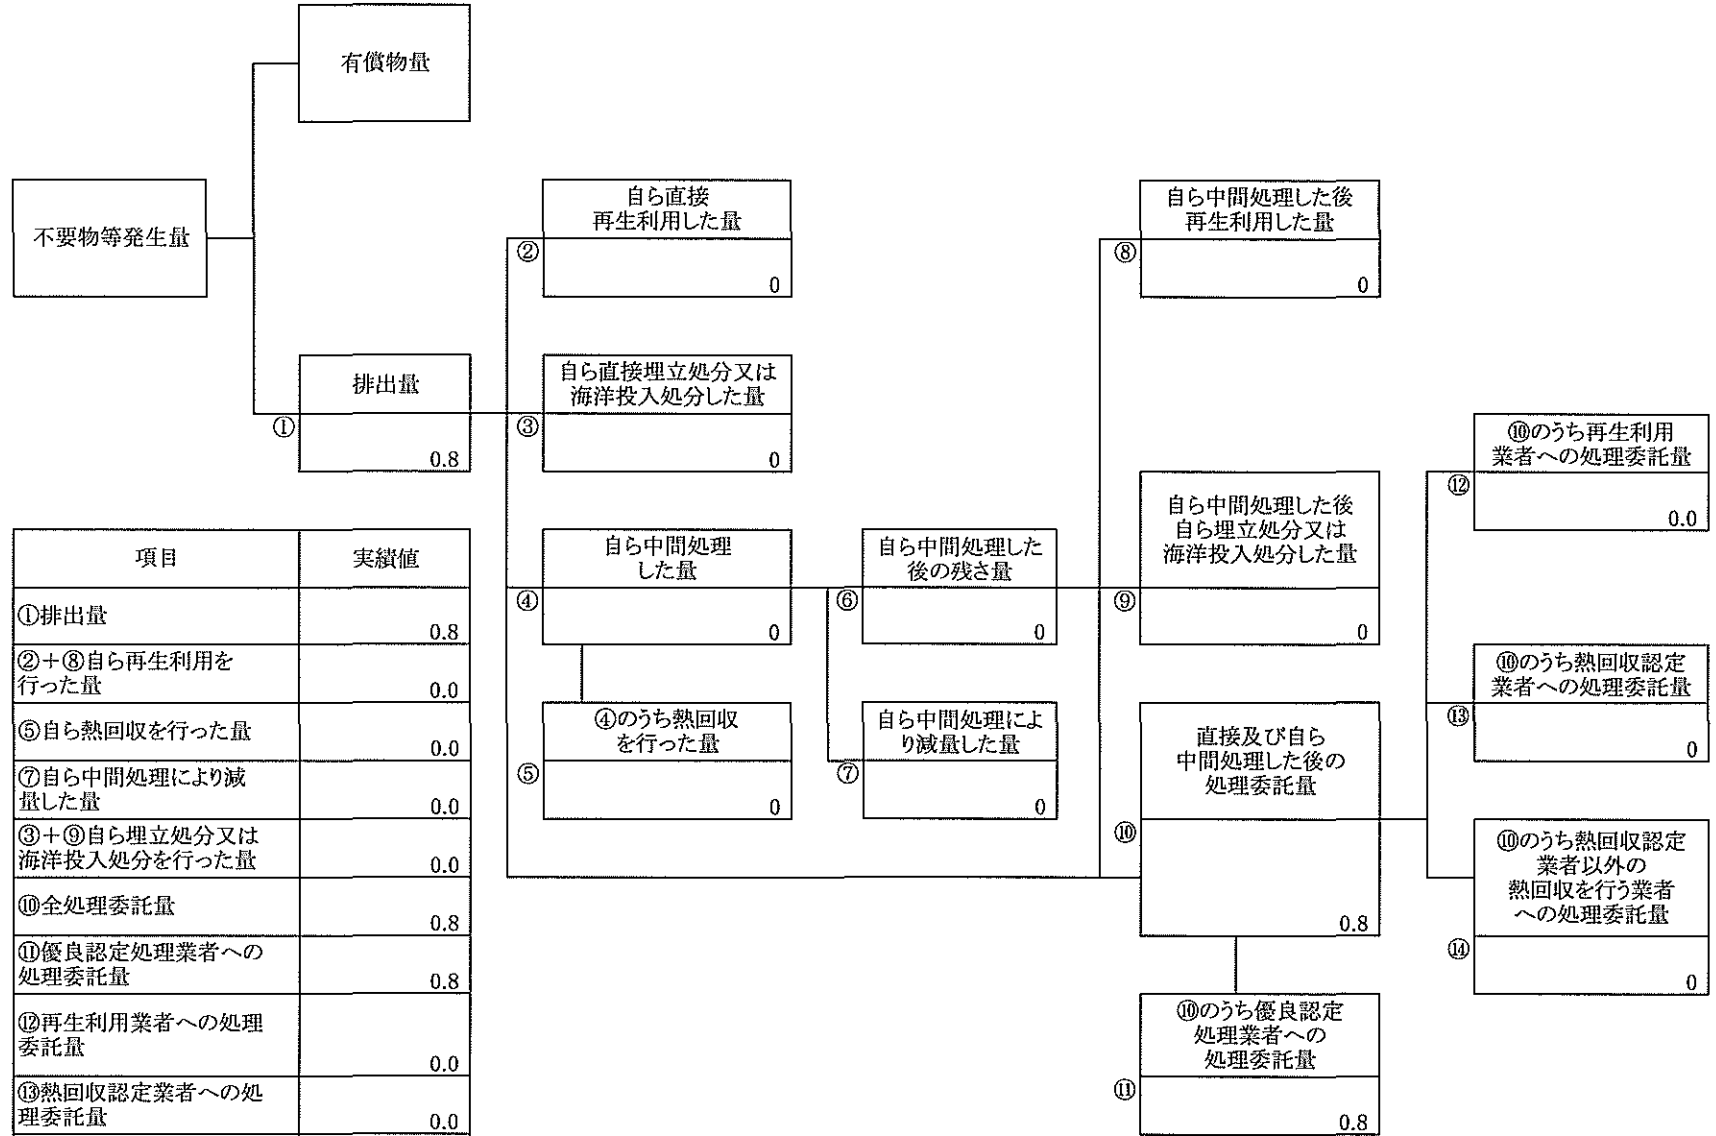 有償物量
不要物等発生量
自ら直接
再生利用した量
②
0
自ら中間処理した後
再生利用した量
⑧
0
排出量
①
0.8
自ら直接埋立処分又は
海洋投入処分した量
③
0
⑩のうち再生利用
業者への処理委託量
⑫
0.0
自ら中間処理
した量
④
0
自ら中間処理した
後の残さ量
⑥
0
自ら中間処理した後
自ら埋立処分又は
海洋投入処分した量
⑨
0
⑩のうち熱回収認定
業者への処理委託量
⑬
0
④のうち熱回収
を行った量
⑤
0
自ら中間処理によ
り減量した量
⑦
0
直接及び自ら
中間処理した後の
処理委託量
⑩
0.8
⑩のうち熱回収認定
業者以外の
熱回収を行う業者
への処理委託量
⑭
0
⑩のうち優良認定
処理業者への
処理委託量
⑪
0.8
項目 実績値
①排出量
0.8
②+⑧自ら再生利用を
行った量
0.0
⑤自ら熱回収を行った量
0.0
⑦自ら中間処理により減
量した量
0.0
③+⑨自ら埋立処分又は
海洋投入処分を行った量
0.0
⑩全処理委託量
0.8
⑪優良認定処理業者への
処理委託量
0.8
⑫再生利用業者への処理
委託量
0.0
⑬熱回収認定業者への処
理委託量
0.0